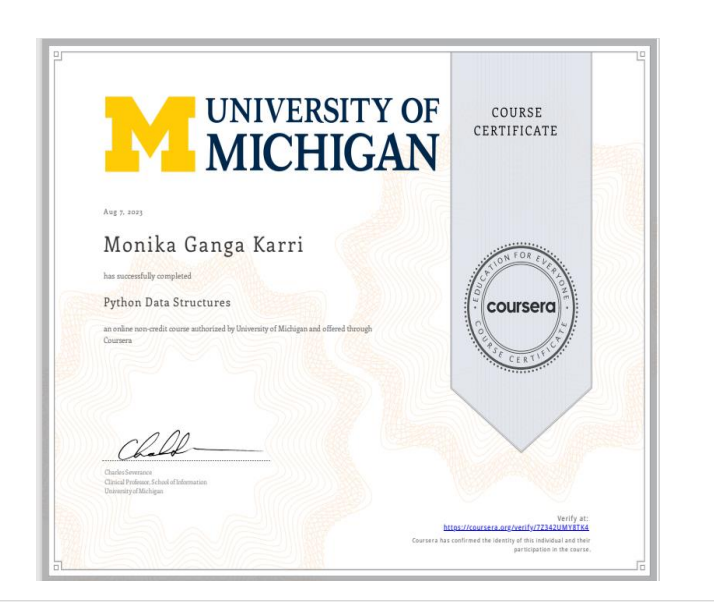 UNIVERSITY OF
MICHIGAN
COURSE
CERTIFICATE
Aug 7, 2023
Monika Ganga Karri
has successfully completed
Python Data Structures
an online non-credit course authorized by University of Michigan and offered through
Coursera
EDUCATION FOR EVERYONE
coursera
COURSE CERTIFICATE
Charles Severance
Clinical Professor, School of Information
University of Michigan
Verify at:
https://coursera.org/verify/7Z342UMY8TK4
Coursera has confirmed the identity of this individual and their
participation in the course.